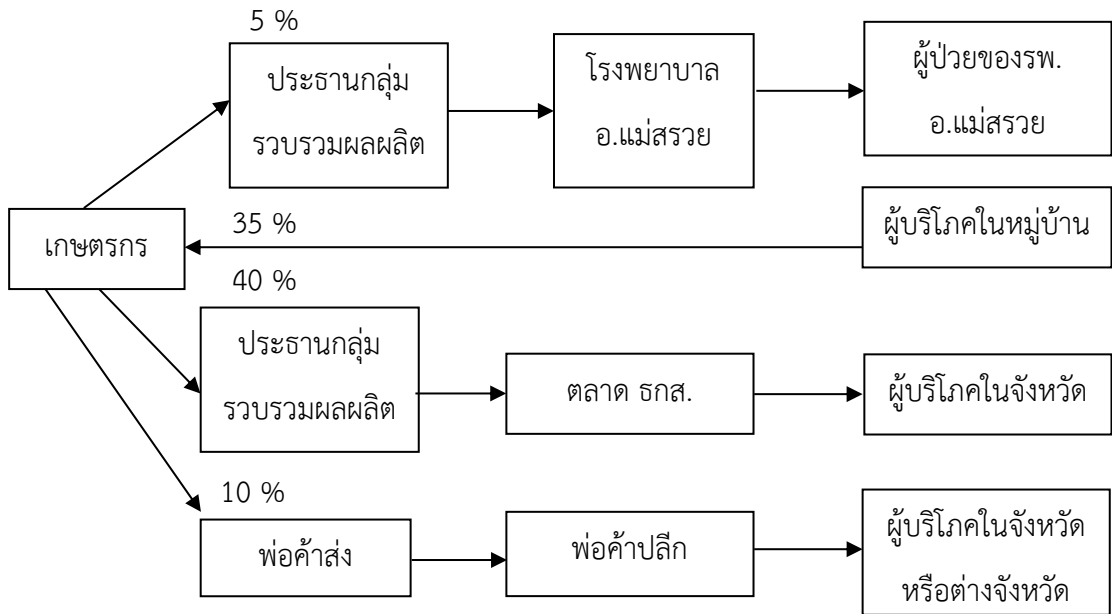 5 %
ประธานกลุ่ม
รวบรวมผลผลิต
โรงพยาบาล
อ.แม่สรวย
ผู้ป่วยของรพ.
อ.แม่สรวย
เกษตรกร
35 %
ผู้บริโภคในหมู่บ้าน
40 %
ประธานกลุ่ม
รวบรวมผลผลิต
ตลาด ธกส.
ผู้บริโภคในจังหวัด
10 %
พ่อค้าส่ง
พ่อค้าปลีก
ผู้บริโภคในจังหวัด
หรือต่างจังหวัด